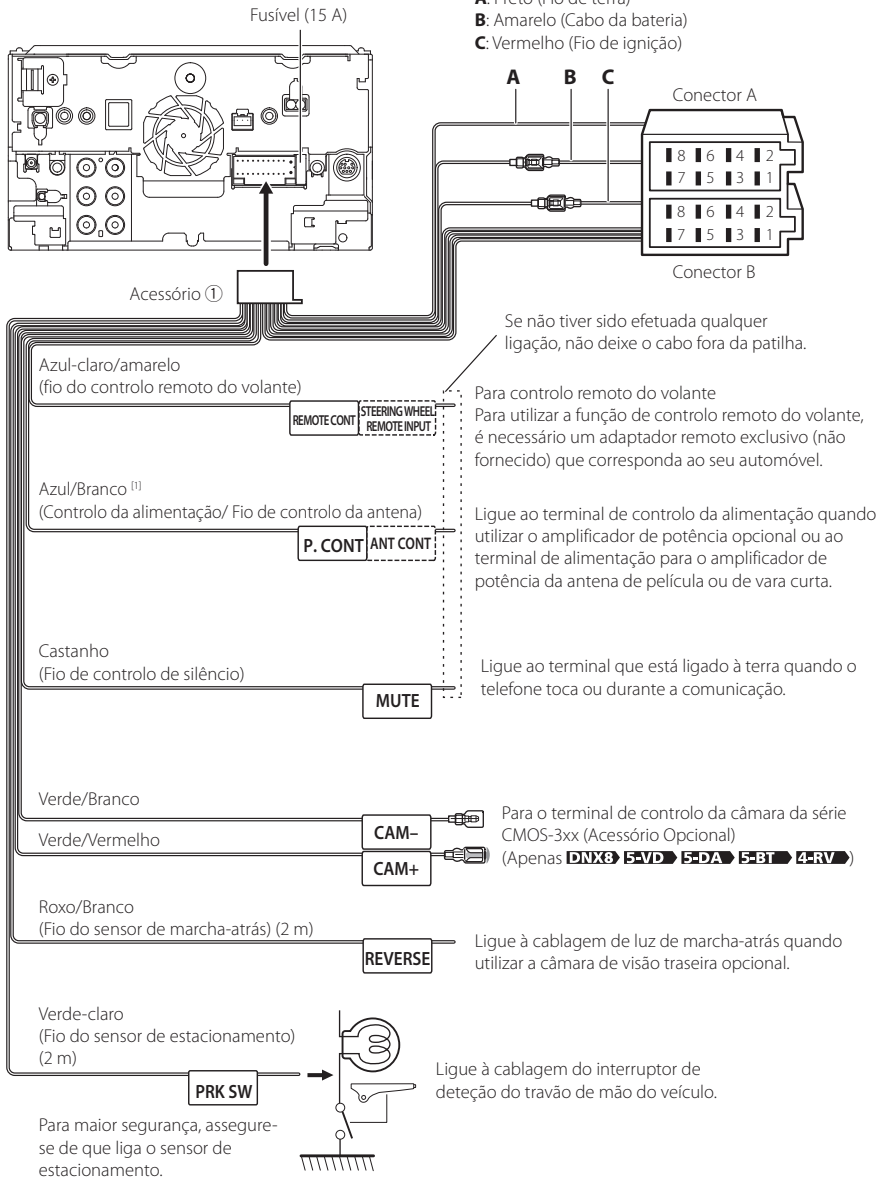 Fusível (15 A)
A: Preto (Fio de terra)
B: Amarelo (Cabo da bateria)
C: Vermelho (Fio de ignição)
A B C
Conector A
8 6 4 2
7 5 3 1
8 6 4 2
7 5 3 1
Conector B
Acessório ①
Se não tiver sido efetuada qualquer
ligação, não deixe o cabo fora da patilha.
Azul-claro/amarelo
(fio do controlo remoto do volante)
REMOTE CONT
STEERING WHEEL
REMOTE INPUT
Para controlo remoto do volante
Para utilizar a função de controlo remoto do volante,
é necessário um adaptador remoto exclusivo (não
fornecido) que corresponda ao seu automóvel.
Azul/Branco [1]
(Controlo da alimentação/ Fio de controlo da antena)
P. CONT
ANT CONT
Ligue ao terminal de controlo da alimentação quando
utilizar o amplificador de potência opcional ou ao
terminal de alimentação para o amplificador de
potência da antena de película ou de vara curta.
Castanho
(Fio de controlo de silêncio)
MUTE
Ligue ao terminal que está ligado à terra quando o
telefone toca ou durante a comunicação.
Verde/Branco
CAM–
Verde/Vermelho
CAM+
Para o terminal de controlo da câmara da série
CMOS-3xx (Acessório Opcional)
(Apenas DNX8 5-VD 5-DA 5-BT 4-RV)
Roxo/Branco
(Fio do sensor de marcha-atrás) (2 m)
REVERSE
Ligue à cablagem de luz de marcha-atrás quando
utilizar a câmara de visão traseira opcional.
Verde-claro
(Fio do sensor de estacionamento)
(2 m)
PRK SW
Ligue à cablagem do interruptor de
deteção do travão de mão do veículo.
Para maior segurança, assegure-
se de que liga o sensor de
estacionamento.